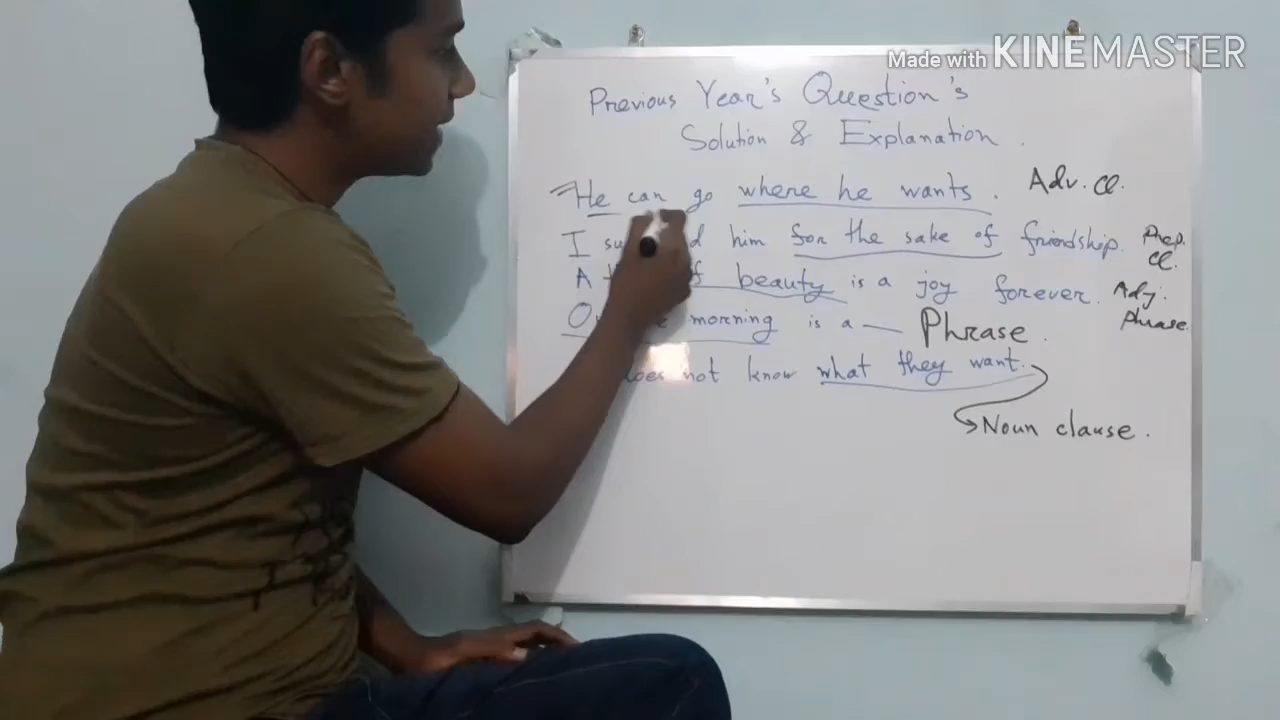 Made with KINEMASTER
Previous Year's Question's
Solution & Explanation.
He can go where he wants. Adv. Cl.
I him for the sake of friendship. Prep. Cl.
A beauty is a joy forever. Adj. Phrase
morning is a — Phrase.
does not know what they want.
Noun clause.